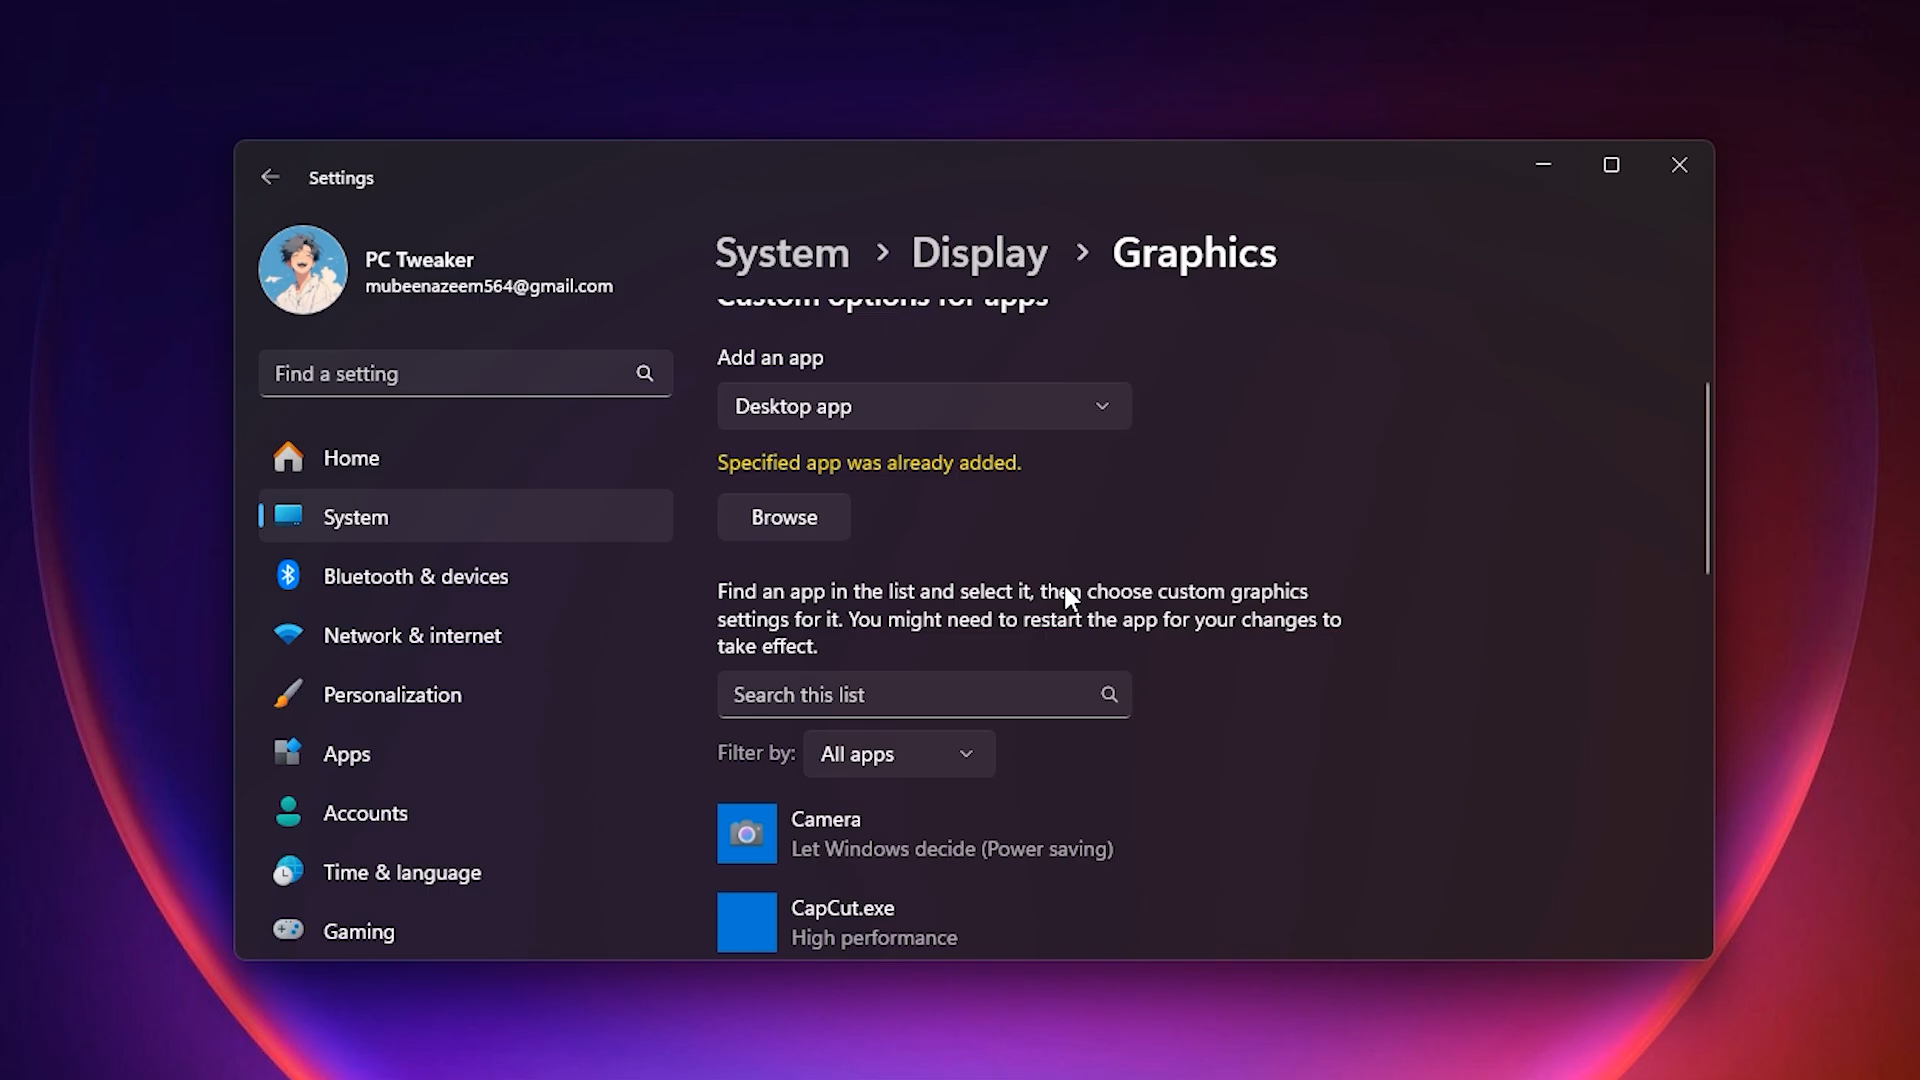 Settings
PC Tweaker
mubeenazeem564@gmail.com
Find a setting
Home
System
Bluetooth & devices
Network & internet
Personalization
Apps
Accounts
Time & language
Gaming
System > Display > Graphics
Custom options for apps
Add an app
Desktop app
Specified app was already added.
Browse
Find an app in the list and select it, then choose custom graphics
settings for it. You might need to restart the app for your changes to
take effect.
Search this list
Filter by: All apps
Camera
Let Windows decide (Power saving)
CapCut.exe
High performance